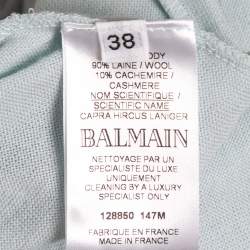 38
BODY
90% LAINE / WOOL
10% CACHEMIRE /
CASHMERE
NOM SCIENTIFIQUE /
SCIENTIFIC NAME
CAPRA HIRCUS LANIGER
BALMAIN
NETTOYAGE PAR UN
SPECIALISTE DU LUXE
UNIQUEMENT
CLEANING BY A LUXURY
SPECIALIST ONLY
128850 147M
FABRIQUE EN FRANCE
MADE IN FRANCE